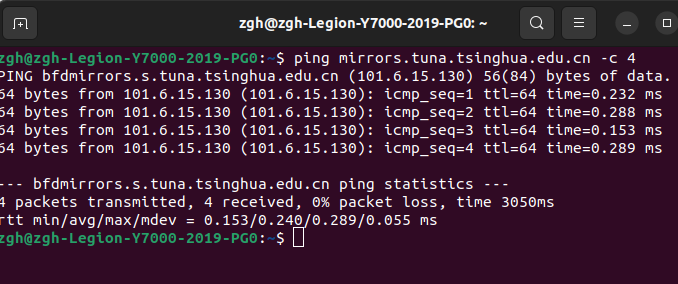 zgh@zgh-Legion-Y7000-2019-PG0: ~
zgh@zgh-Legion-Y7000-2019-PG0:~$ ping mirrors.tuna.tsinghua.edu.cn -c 4
PING bfdmirrors.s.tuna.tsinghua.edu.cn (101.6.15.130) 56(84) bytes of data.
64 bytes from 101.6.15.130 (101.6.15.130): icmp_seq=1 ttl=64 time=0.232 ms
64 bytes from 101.6.15.130 (101.6.15.130): icmp_seq=2 ttl=64 time=0.288 ms
64 bytes from 101.6.15.130 (101.6.15.130): icmp_seq=3 ttl=64 time=0.153 ms
64 bytes from 101.6.15.130 (101.6.15.130): icmp_seq=4 ttl=64 time=0.289 ms
--- bfdmirrors.s.tuna.tsinghua.edu.cn ping statistics ---
4 packets transmitted, 4 received, 0% packet loss, time 3050ms
rtt min/avg/max/mdev = 0.153/0.240/0.289/0.055 ms
zgh@zgh-Legion-Y7000-2019-PG0:~$